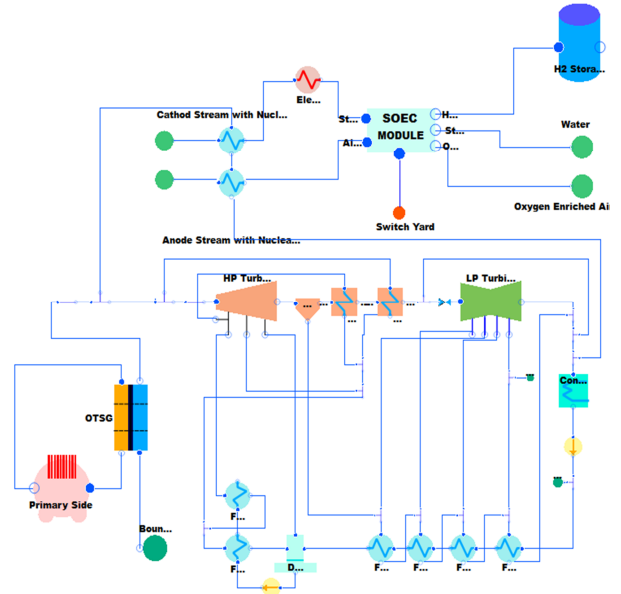 H2 Stora...
Ele...
Cathod Stream with Nucl...
St...
SOEC
MODULE
H...
St...
Al...
O...
Water
Oxygen Enriched Ai
Switch Yard
Anode Stream with Nuclea...
HP Turb...
LP Turbi...
...
...
...
...
...
...
Con...
OTSG
...
Primary Side
Boun...
F...
F...
D...
F...
F...
F...
F...